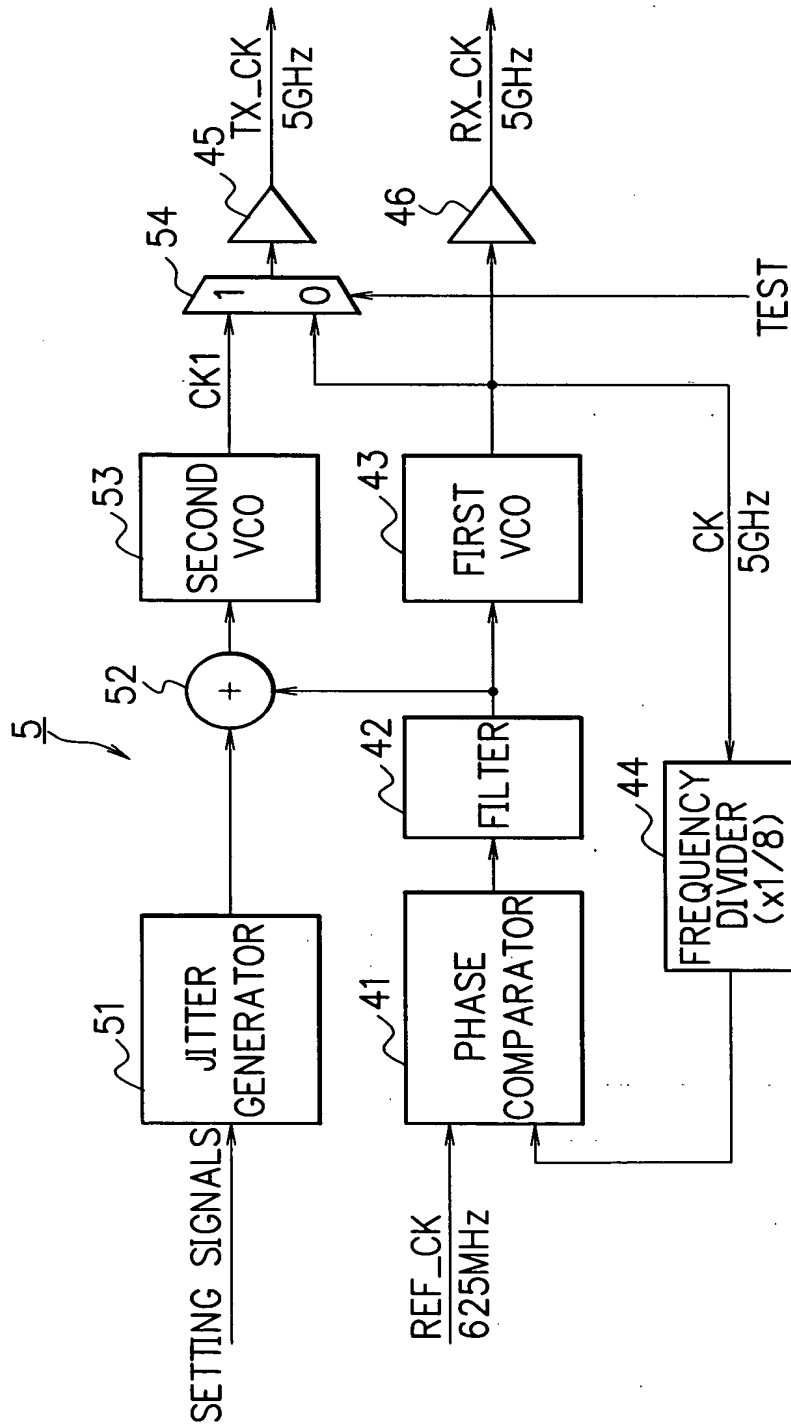 5
SETTING SIGNALS
51
JITTER
GENERATOR
52
+
53
SECOND
VCO
CK1
54
1
0
45
TX_CK
5GHz
REF_CK
625MHz
41
PHASE
COMPARATOR
42
FILTER
43
FIRST
VCO
46
RX_CK
5GHz
44
FREQUENCY
DIVIDER
(x1/8)
CK
5GHz
TEST